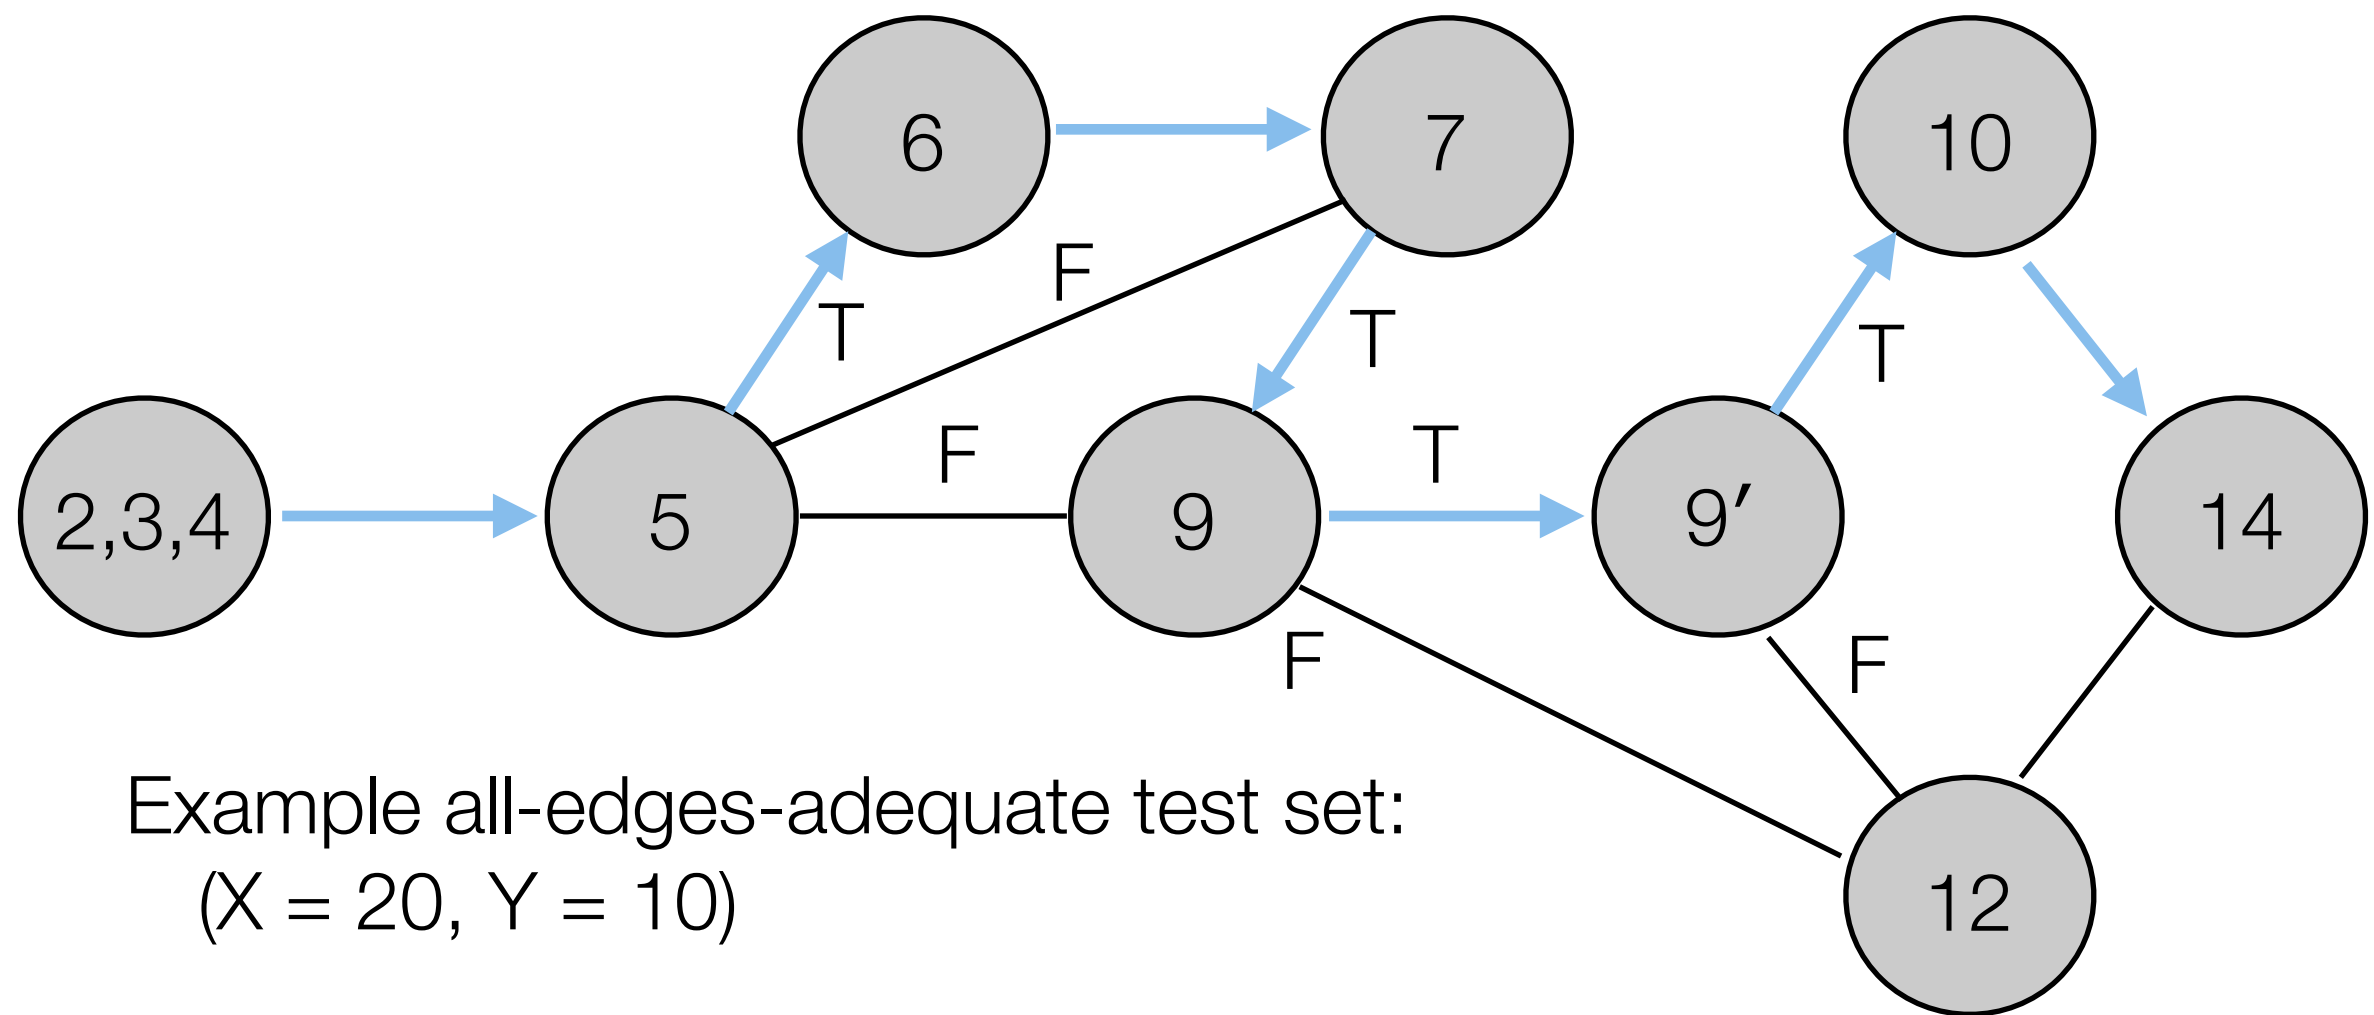 6
7
10
F
T
T
T
F
T
2,3,4
5
9
9′
14
F
F
Example all-edges-adequate test set:
(X = 20, Y = 10)
12